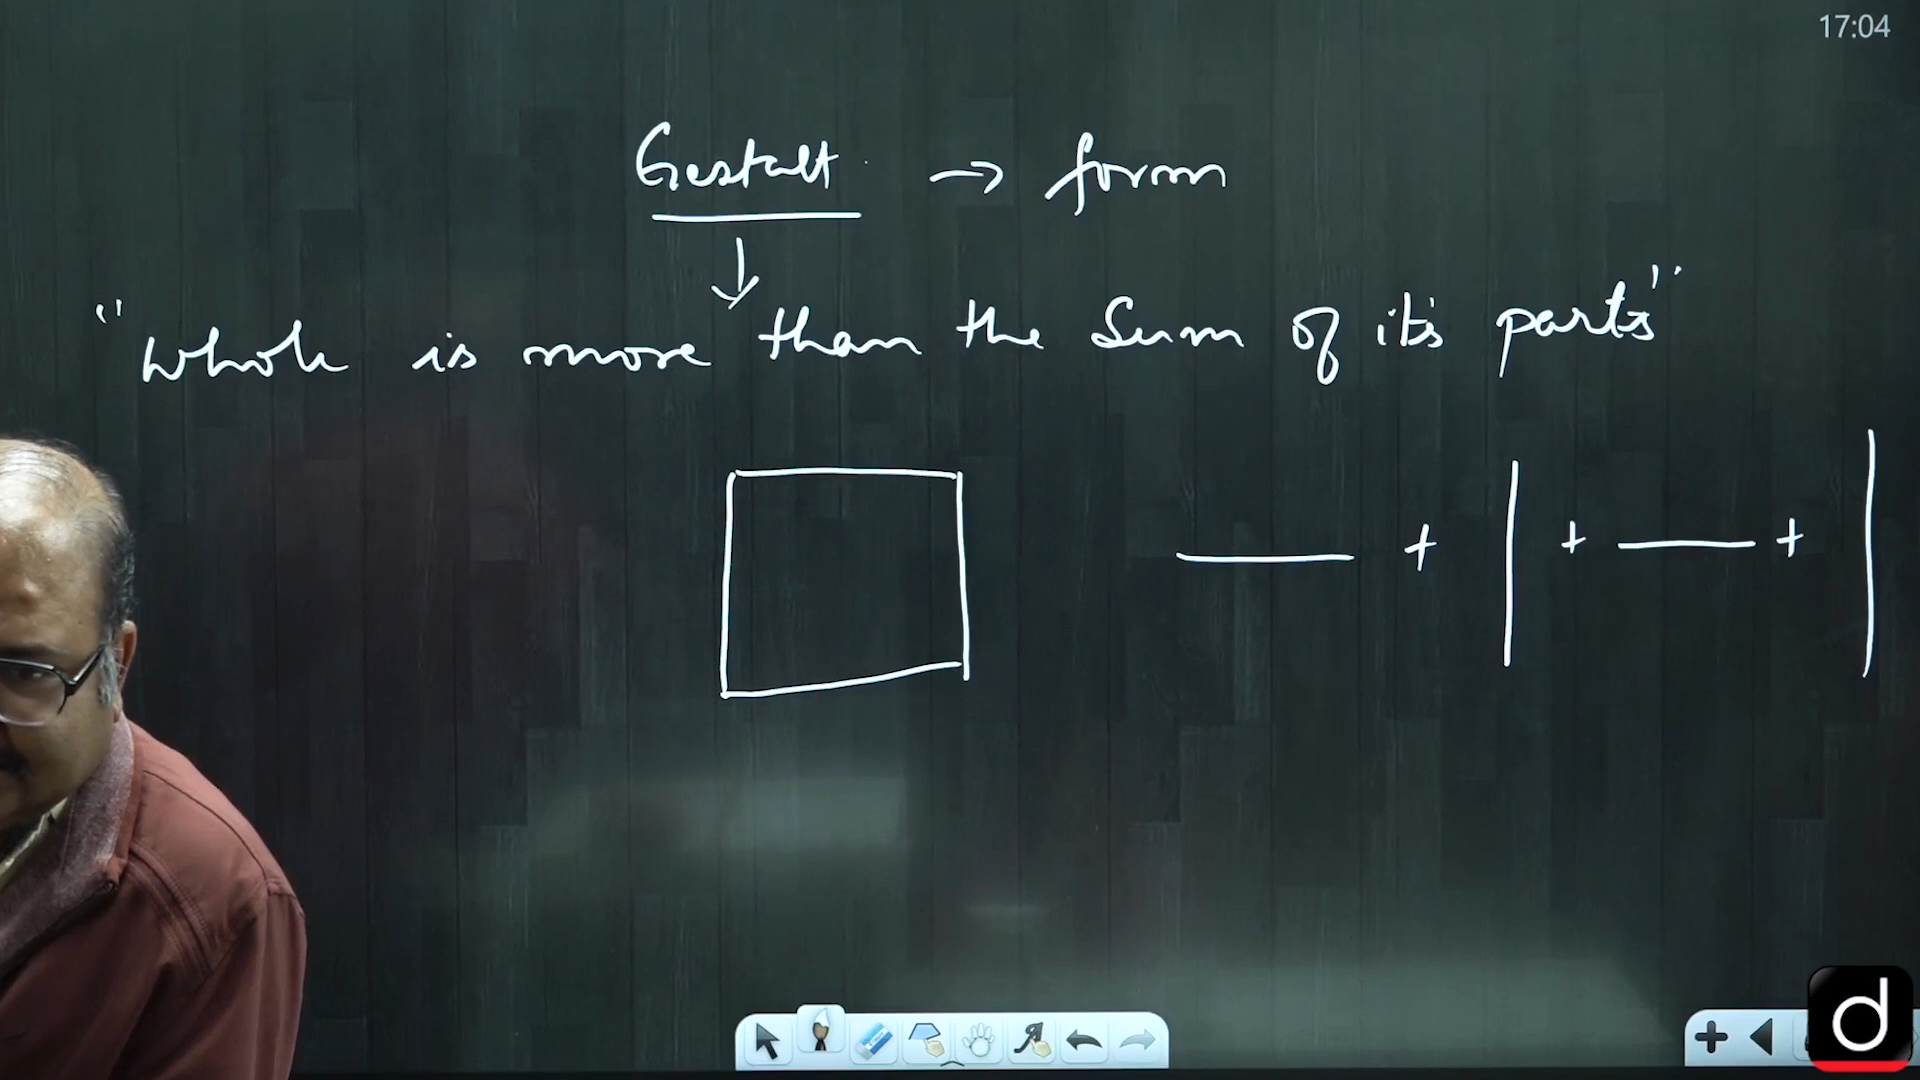 17:04
Gestalt → form
↓
"Whole is more than the Sum of it's parts"
— + | + — + |
d